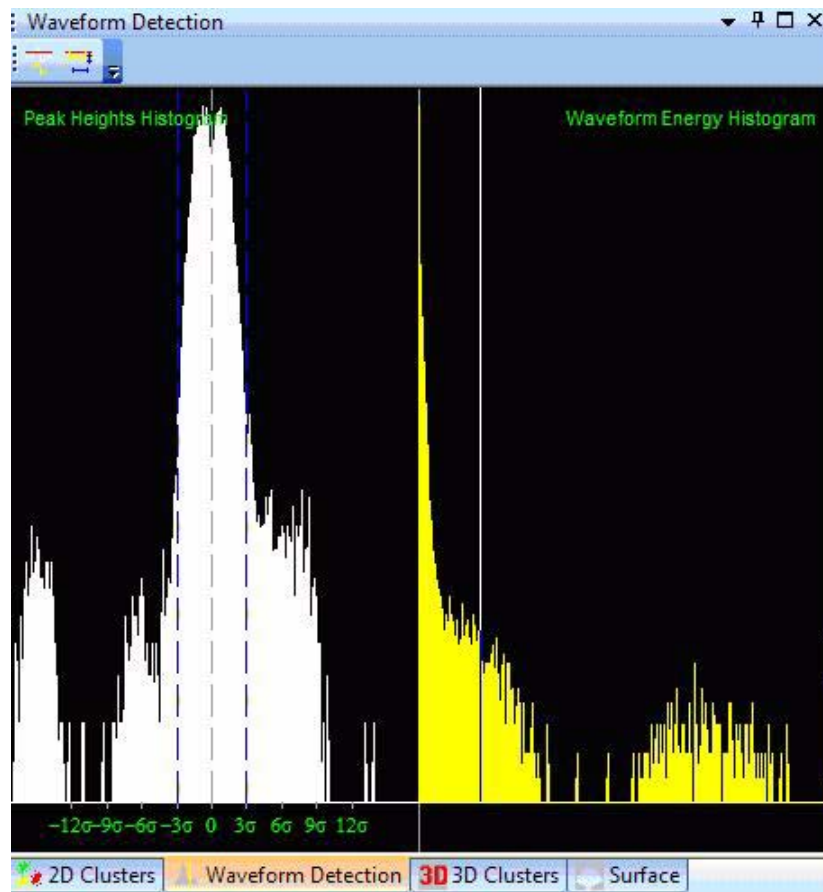 Waveform Detection
Peak Heights Histogram
Waveform Energy Histogram
−12σ −9σ −6σ −3σ 0 3σ 6σ 9σ 12σ
2D Clusters Waveform Detection 3D 3D Clusters Surface